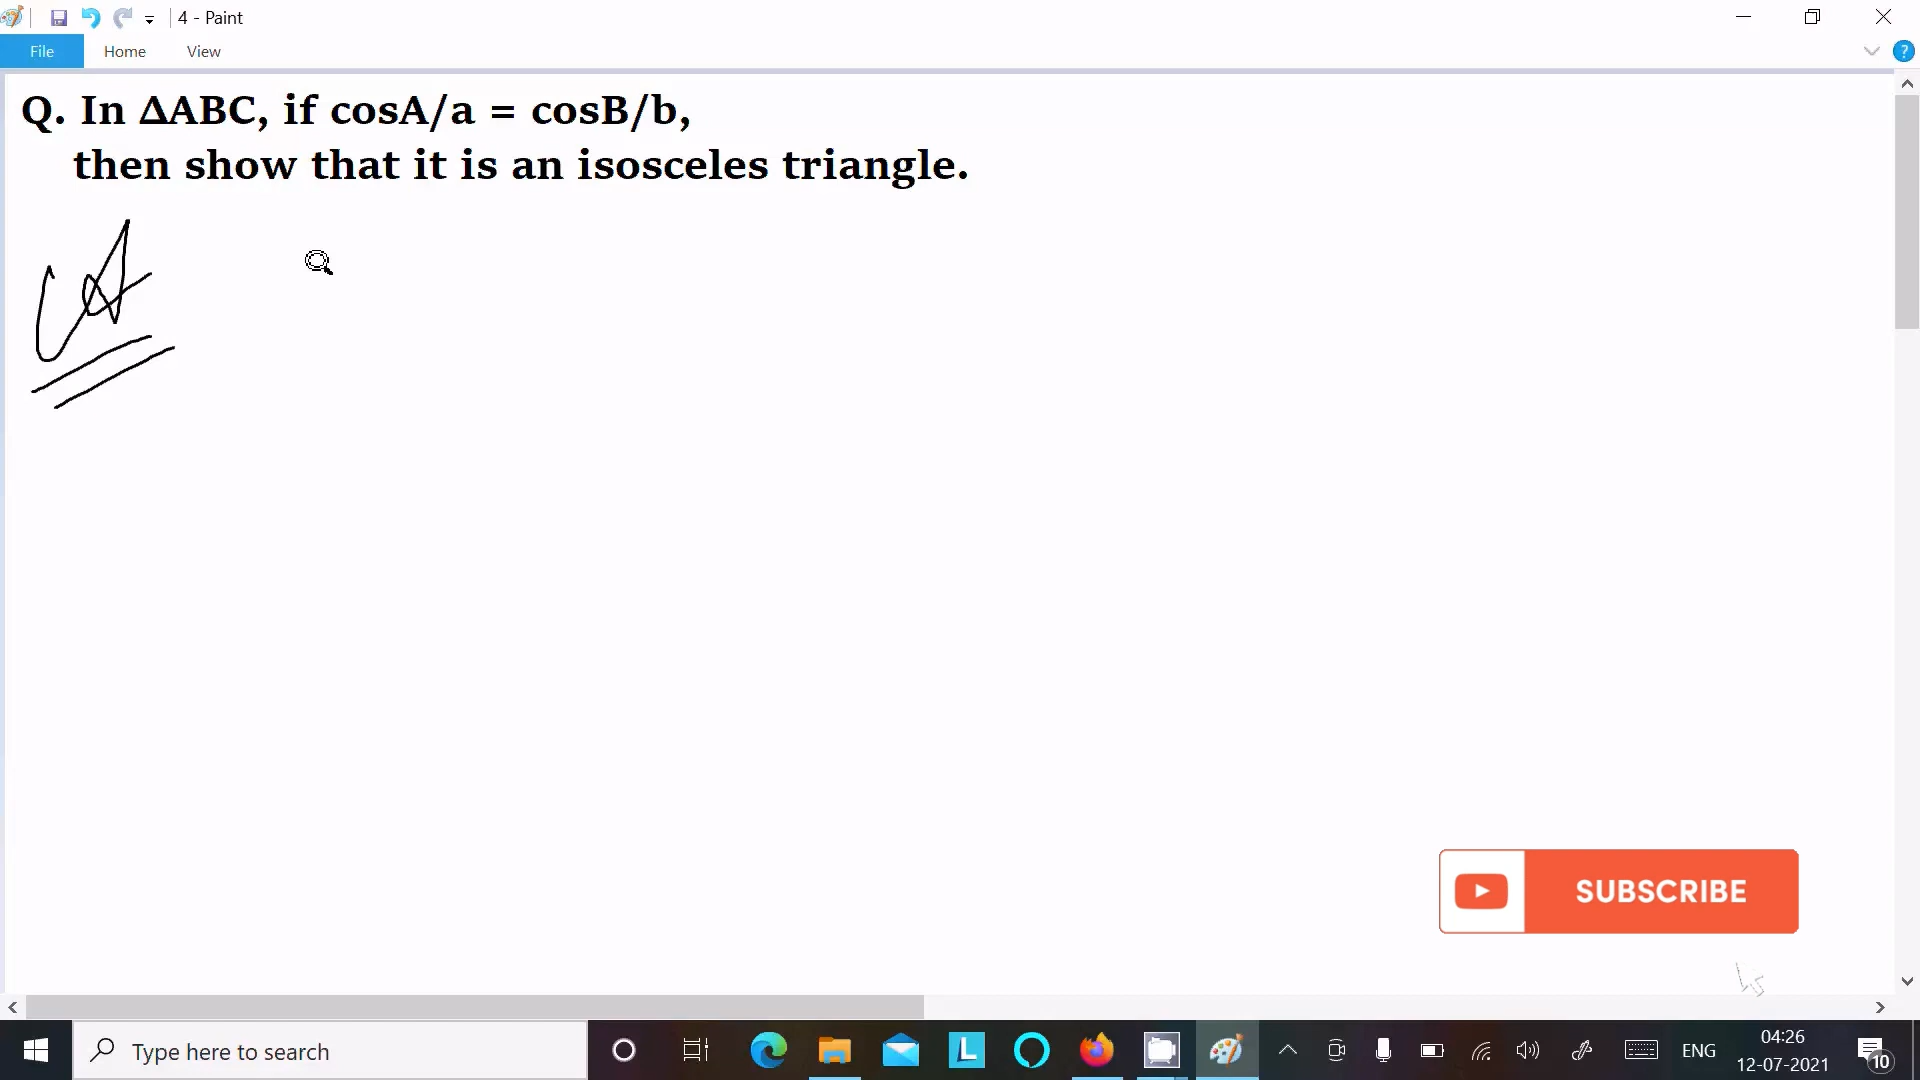 4 - Paint
File Home View
Q. In ΔABC, if cosA/a = cosB/b,
then show that it is an isosceles triangle.
SUBSCRIBE
Type here to search
L
ENG
04:26
12-07-2021
10